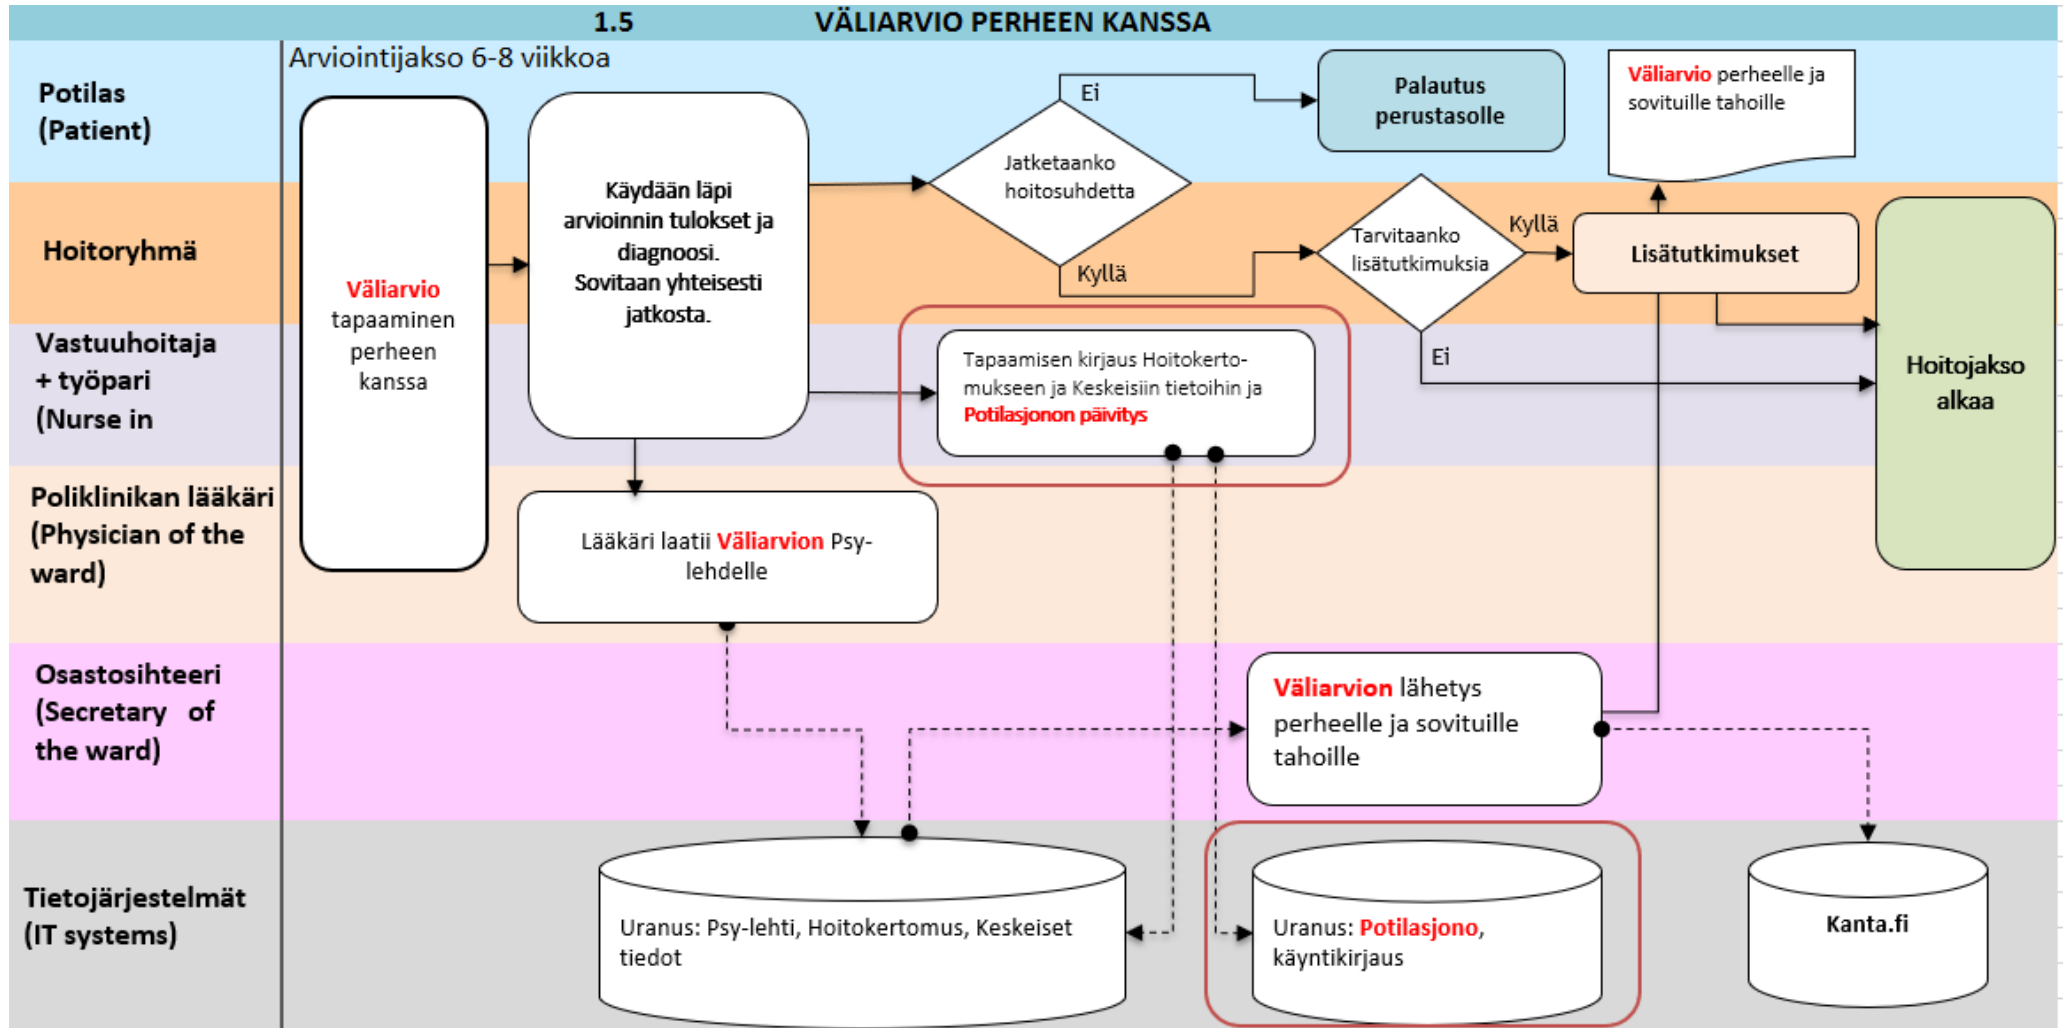 1.5 VÄLIARVIO PERHEEN KANSSA
Potilas
(Patient)
Arviointijakso 6-8 viikkoa
Väliarvio
tapaaminen
perheen
kanssa
Käydään läpi
arvioinnin tulokset ja
diagnoosi.
Sovitaan yhteisesti
jatkosta.
Jatketaanko
hoitosuhdetta
Ei
Kyllä
Palautus
perustasolle
Väliarvio perheelle ja
sovituille tahoille
Hoitoryhmä
Tarvitaanko
lisätutkimuksia
Kyllä
Ei
Lisätutkimukset
Hoitojakso
alkaa
Vastuuhoitaja
+ työpari
(Nurse in
Tapaamisen kirjaus Hoitokerto-
mukseen ja Keskeisiin tietoihin ja
Potilasjonon päivitys
Poliklinikan lääkäri
(Physician of the
ward)
Lääkäri laatii Väliarvion Psy-
lehdelle
Osastosihteeri
(Secretary of
the ward)
Väliarvion lähetys
perheelle ja sovituille
tahoille
Tietojärjestelmät
(IT systems)
Uranus: Psy-lehti, Hoitokertomus, Keskeiset
tiedot
Uranus: Potilasjono,
käyntikirjaus
Kanta.fi